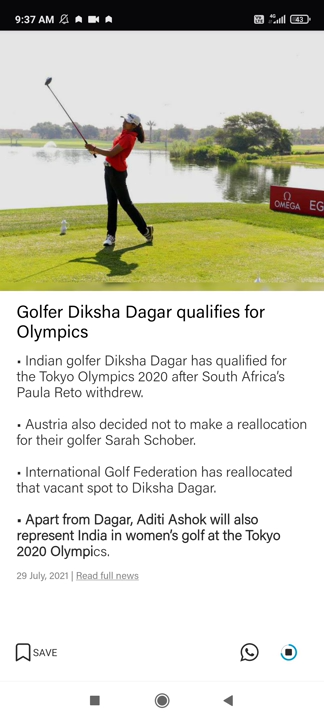 9:37 AM
4G
43
OMEGA EG
Golfer Diksha Dagar qualifies for
Olympics
▪ Indian golfer Diksha Dagar has qualified for
the Tokyo Olympics 2020 after South Africa's
Paula Reto withdrew.
▪ Austria also decided not to make a reallocation
for their golfer Sarah Schober.
▪ International Golf Federation has reallocated
that vacant spot to Diksha Dagar.
▪ Apart from Dagar, Aditi Ashok will also
represent India in women's golf at the Tokyo
2020 Olympics.
29 July, 2021 | Read full news
SAVE